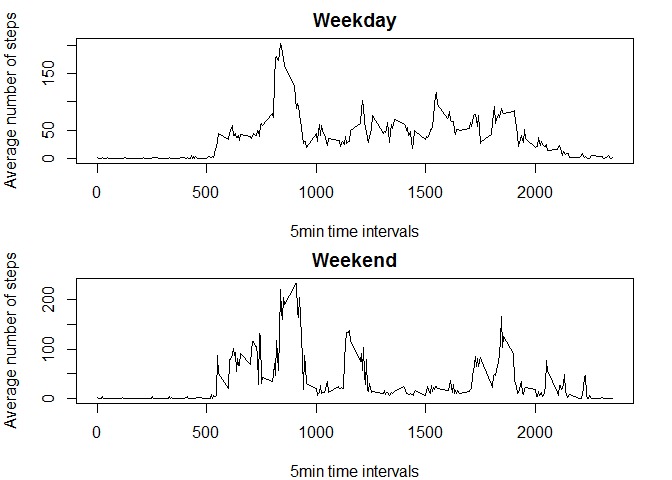 Weekday
Average number of steps
150
50
0
0 500 1000 1500 2000
5min time intervals
Weekend
Average number of steps
200
100
0
0 500 1000 1500 2000
5min time intervals